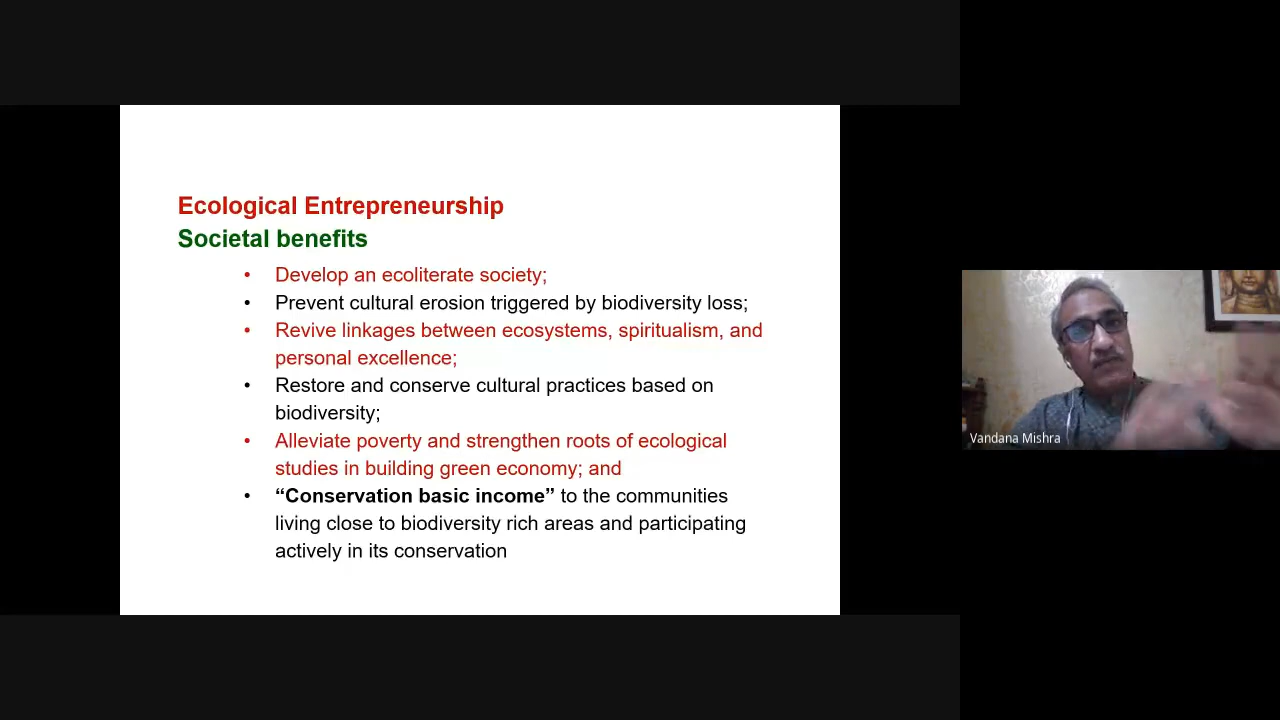 Ecological Entrepreneurship
Societal benefits
• Develop an ecoliterate society;
• Prevent cultural erosion triggered by biodiversity loss;
• Revive linkages between ecosystems, spiritualism, and
personal excellence;
• Restore and conserve cultural practices based on
biodiversity;
• Alleviate poverty and strengthen roots of ecological
studies in building green economy; and
• “Conservation basic income” to the communities
living close to biodiversity rich areas and participating
actively in its conservation
Vandana Mishra